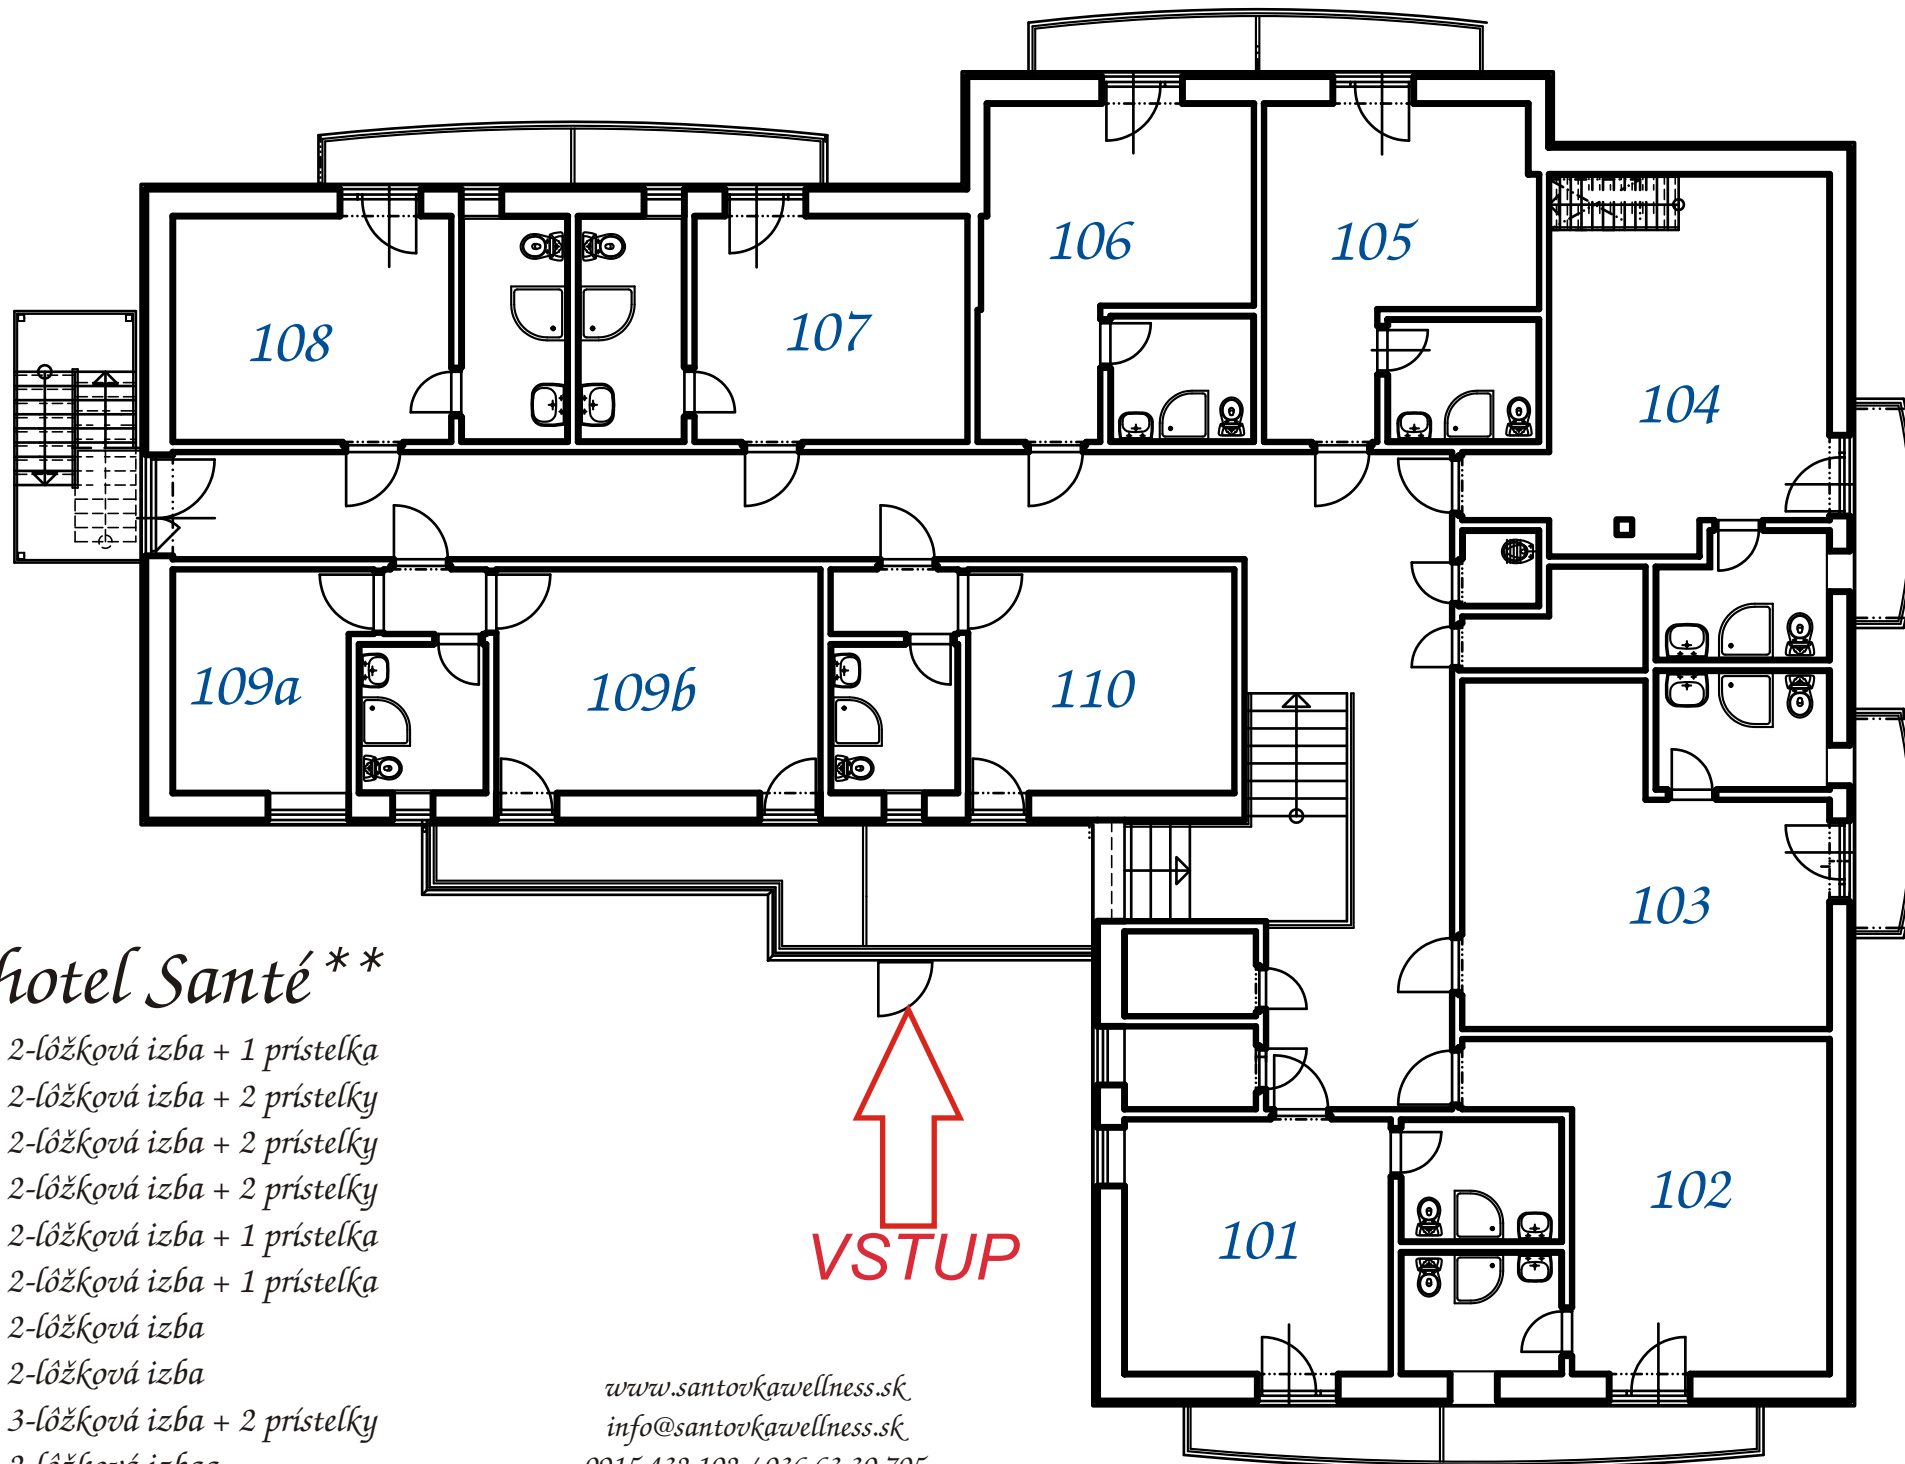 106
105
108
107
104
109a
109b
110
103
hotel Santé**
2-lôžková izba + 1 prístelka
2-lôžková izba + 2 prístelky
2-lôžková izba + 2 prístelky
2-lôžková izba + 2 prístelky
2-lôžková izba + 1 prístelka
2-lôžková izba + 1 prístelka
2-lôžková izba
2-lôžková izba
3-lôžková izba + 2 prístelky
102
101
VSTUP
www.santovkawellness.sk
info@santovkawellness.sk